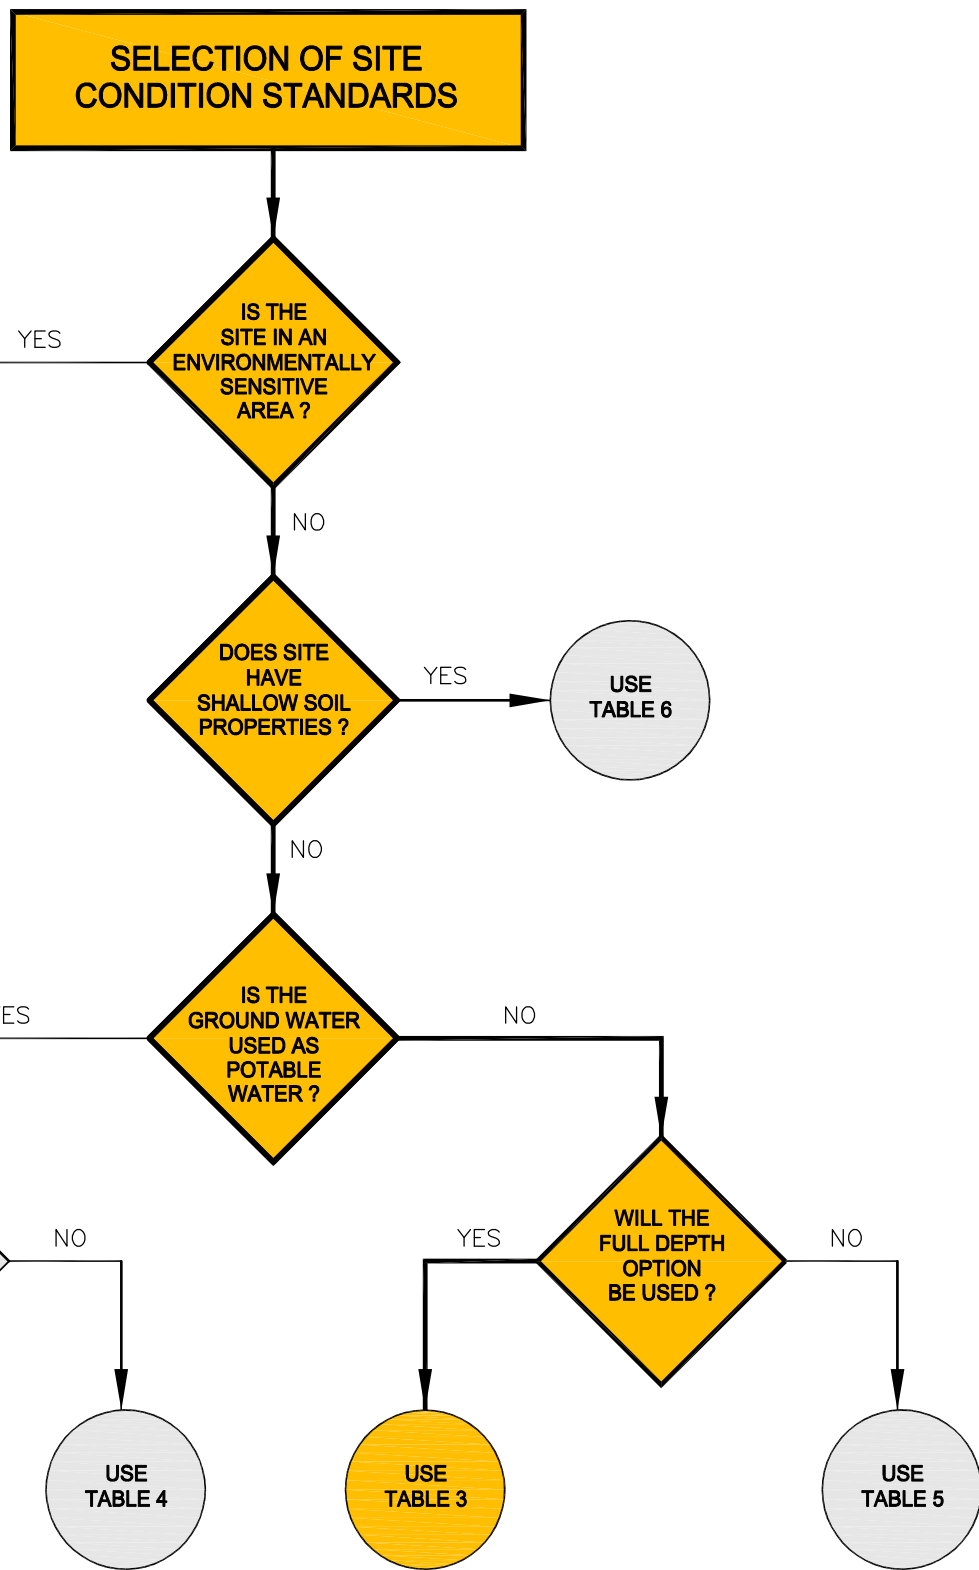 SELECTION OF SITE
CONDITION STANDARDS
IS THE
SITE IN AN
ENVIRONMENTALLY
SENSITIVE
AREA ?
YES
NO
DOES SITE
HAVE
SHALLOW SOIL
PROPERTIES ?
YES
USE
TABLE 6
NO
IS THE
GROUND WATER
USED AS
POTABLE
WATER ?
ES
NO
WILL THE
FULL DEPTH
OPTION
BE USED ?
NO
YES
NO
USE
TABLE 4
USE
TABLE 3
USE
TABLE 5